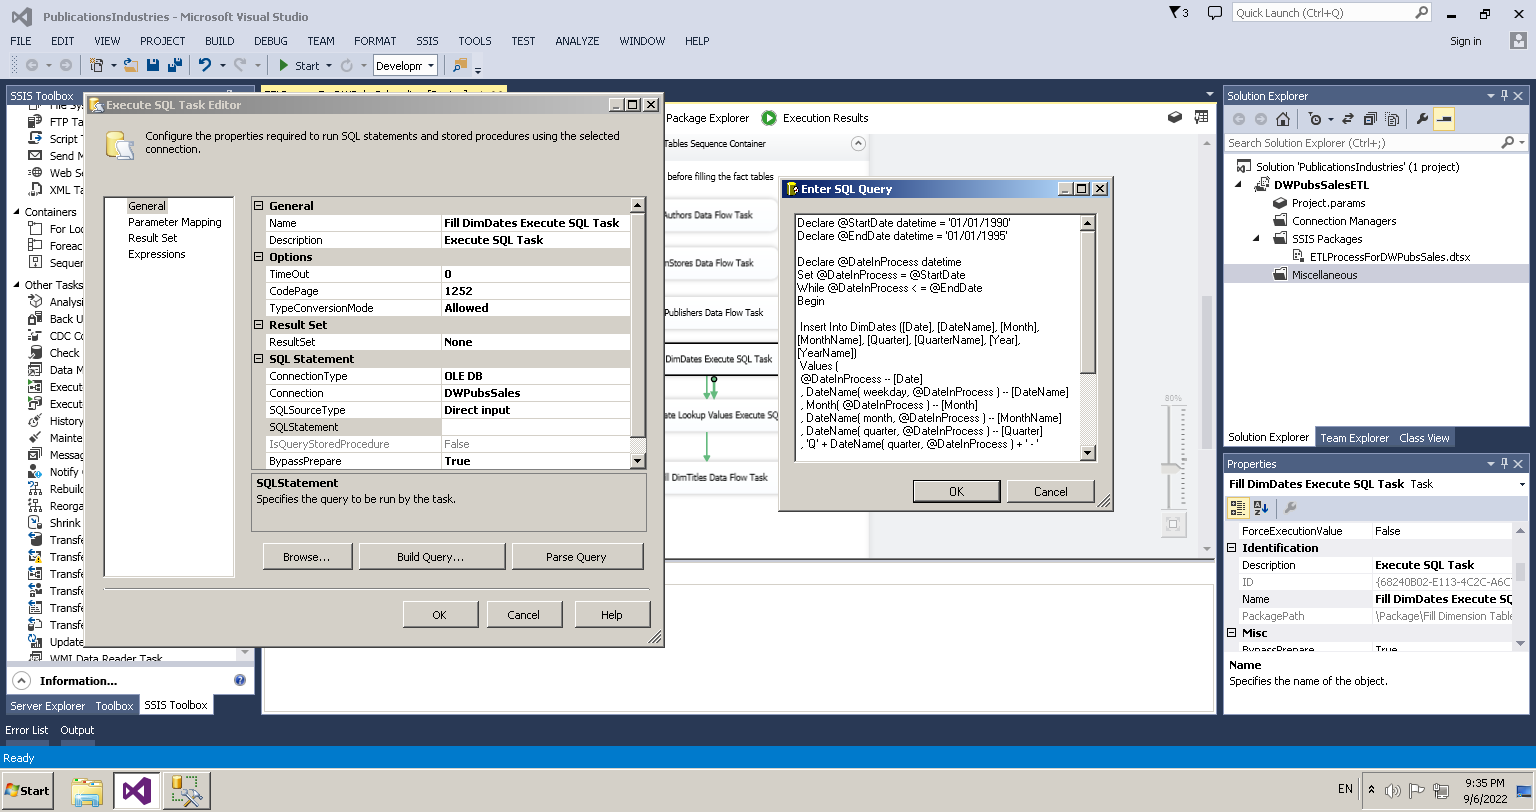 PublicationsIndustries - Microsoft Visual Studio
3
Quick Launch (Ctrl+Q)
FILE EDIT VIEW PROJECT BUILD DEBUG TEAM FORMAT SSIS TOOLS TEST ANALYZE WINDOW HELP
Sign in
Start
Developm
SSIS Toolbox
FTP Ta
Script
Send M
Web Se
XML Ta
Containers
For Lo
Foreac
Sequen
Other Tasks
Analysi
Back U
CDC Co
Check
Data M
Execut
Execut
History
Mainte
Messag
Notify
Rebuild
Reorga
Shrink
Transfe
Transfe
Transfe
Transfe
Transfe
Transfe
Update
WMI Data Reader Task
Information...
Server Explorer Toolbox SSIS Toolbox
Error List Output
Ready
Execute SQL Task Editor
Configure the properties required to run SQL statements and stored procedures using the selected
connection.
General
Parameter Mapping
Result Set
Expressions
General
Name Fill DimDates Execute SQL Task
Description Execute SQL Task
Options
TimeOut 0
CodePage 1252
TypeConversionMode Allowed
Result Set
ResultSet None
SQL Statement
ConnectionType OLE DB
Connection DWPubsSales
SQLSourceType Direct input
SQLStatement
IsQueryStoredProcedure False
BypassPrepare True
SQLStatement
Specifies the query to be run by the task.
Browse... Build Query... Parse Query
OK Cancel Help
Package Explorer Execution Results
Tables Sequence Container
before filling the fact tables
Authors Data Flow Task
mStores Data Flow Task
Publishers Data Flow Task
DimDates Execute SQL Task
ate Lookup Values Execute SQ
ll DimTitles Data Flow Task
80%
Enter SQL Query
Declare @StartDate datetime = '01/01/1990'
Declare @EndDate datetime = '01/01/1995'
Declare @DateInProcess datetime
Set @DateInProcess = @StartDate
While @DateInProcess < = @EndDate
Begin
Insert Into DimDates ([Date], [DateName], [Month],
[MonthName], [Quarter], [QuarterName], [Year],
[YearName])
Values (
@DateInProcess -- [Date]
, DateName( weekday, @DateInProcess ) -- [DateName]
, Month( @DateInProcess ) -- [Month]
, DateName( month, @DateInProcess ) -- [MonthName]
, DateName( quarter, @DateInProcess ) -- [Quarter]
, 'Q' + DateName( quarter, @DateInProcess ) + ' - '
OK Cancel
Solution Explorer
Search Solution Explorer (Ctrl+;)
Solution 'PublicationsIndustries' (1 project)
DWPubsSalesETL
Project.params
Connection Managers
SSIS Packages
ETLProcessForDWPubsSales.dtsx
Miscellaneous
Solution Explorer Team Explorer Class View
Properties
Fill DimDates Execute SQL Task Task
ForceExecutionValue False
Identification
Description Execute SQL Task
ID {68240B02-E113-4C2C-A6C
Name Fill DimDates Execute SQ
PackagePath \Package\Fill Dimension Table
Misc
BypassPrepare True
Name
Specifies the name of the object.
Start
EN
9:35 PM
9/6/2022